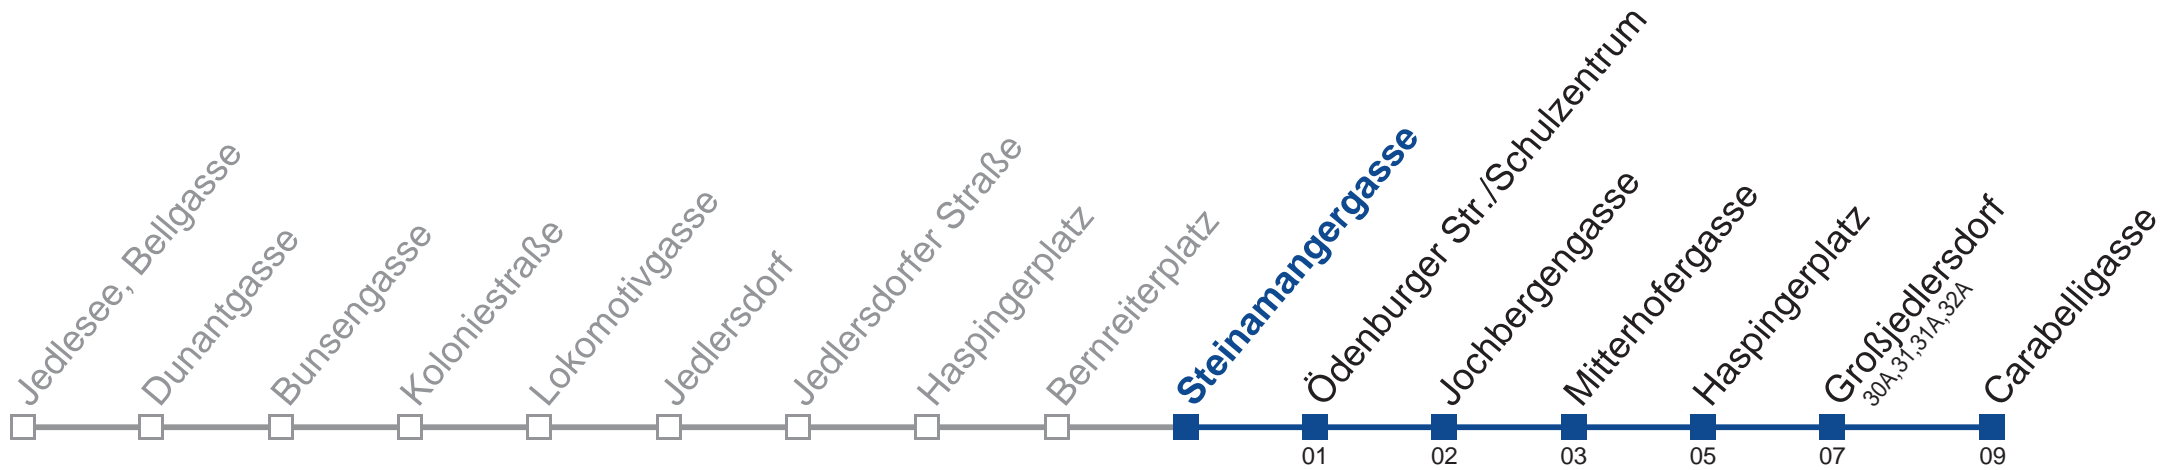 Jedlesee, Bellgasse
Dunantgasse
Bunsengasse
Koloniestraße
Lokomotivgasse
Jedlersdorf
Jedlersdorfer Straße
Haspingerplatz
Bernreiterplatz
Steinamangergasse
Ödenburger Str./Schulzentrum
Jochbergengasse
Mitterhofergasse
Haspingerplatz
Großjedlersdorf
30A,31,31A,32A
Carabelligasse
01
02
03
05
07
09